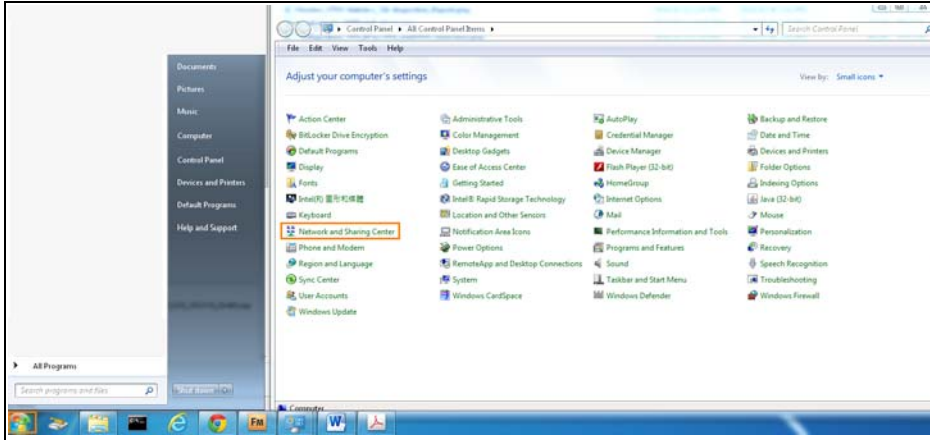 Control Panel ▸ All Control Panel Items ▸
Search Control Panel
File Edit View Tools Help
Adjust your computer's settings
View by: Small icons
Action Center
Administrative Tools
AutoPlay
Backup and Restore
BitLocker Drive Encryption
Color Management
Credential Manager
Date and Time
Default Programs
Desktop Gadgets
Device Manager
Devices and Printers
Display
Ease of Access Center
Flash Player (32-bit)
Folder Options
Fonts
Getting Started
HomeGroup
Indexing Options
Intel(R)
Intel® Rapid Storage Technology
Internet Options
Java (32-bit)
Keyboard
Location and Other Sensors
Mail
Mouse
Network and Sharing Center
Notification Area Icons
Performance Information and Tools
Personalization
Phone and Modem
Power Options
Programs and Features
Recovery
Region and Language
RemoteApp and Desktop Connections
Sound
Speech Recognition
Sync Center
System
Taskbar and Start Menu
Troubleshooting
User Accounts
Windows CardSpace
Windows Defender
Windows Firewall
Windows Update
Documents
Pictures
Music
Computer
Control Panel
Devices and Printers
Default Programs
Help and Support
All Programs
Search programs and files
Computer
FM
W